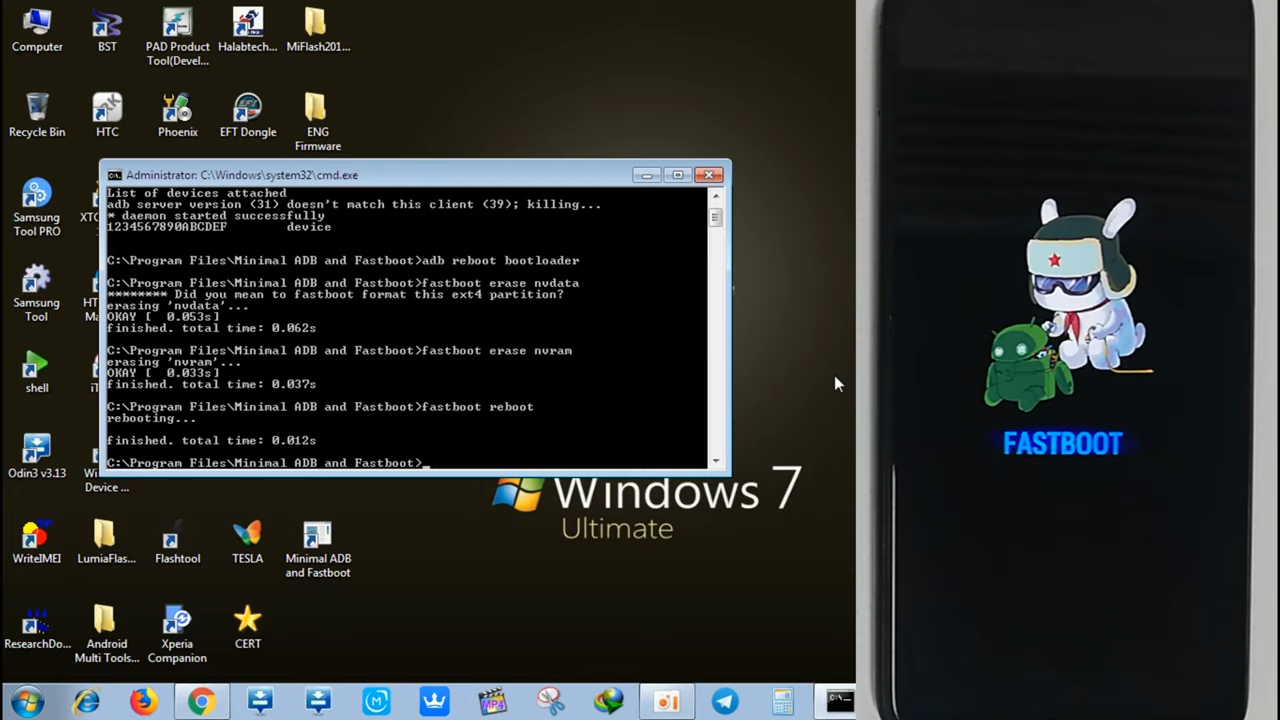 Computer
BST
PAD Product
Tool(Devel...
Halabtech...
MiFlash201...
Recycle Bin
HTC
Phoenix
EFT Dongle
ENG
Firmware
Samsung
Tool PRO
Samsung
Tool
shell
Odin3 v3.13
Device ...
WriteIMEI
LumiaFlas...
Flashtool
TESLA
Minimal ADB
and Fastboot
ResearchDo...
Android
Multi Tools...
Xperia
Companion
CERT
Administrator: C:\Windows\system32\cmd.exe
List of devices attached
adb server version (31) doesn't match this client (39); killing...
* daemon started successfully
1234567890ABCDEF        device
C:\Program Files\Minimal ADB and Fastboot>adb reboot bootloader
C:\Program Files\Minimal ADB and Fastboot>fastboot erase nvdata
******** Did you mean to fastboot format this ext4 partition?
erasing 'nvdata'...
OKAY [  0.053s]
finished. total time: 0.062s
C:\Program Files\Minimal ADB and Fastboot>fastboot erase nvram
erasing 'nvram'...
OKAY [  0.033s]
finished. total time: 0.037s
C:\Program Files\Minimal ADB and Fastboot>fastboot reboot
rebooting...
finished. total time: 0.012s
C:\Program Files\Minimal ADB and Fastboot>_
Windows 7
Ultimate
MP4
FASTBOOT